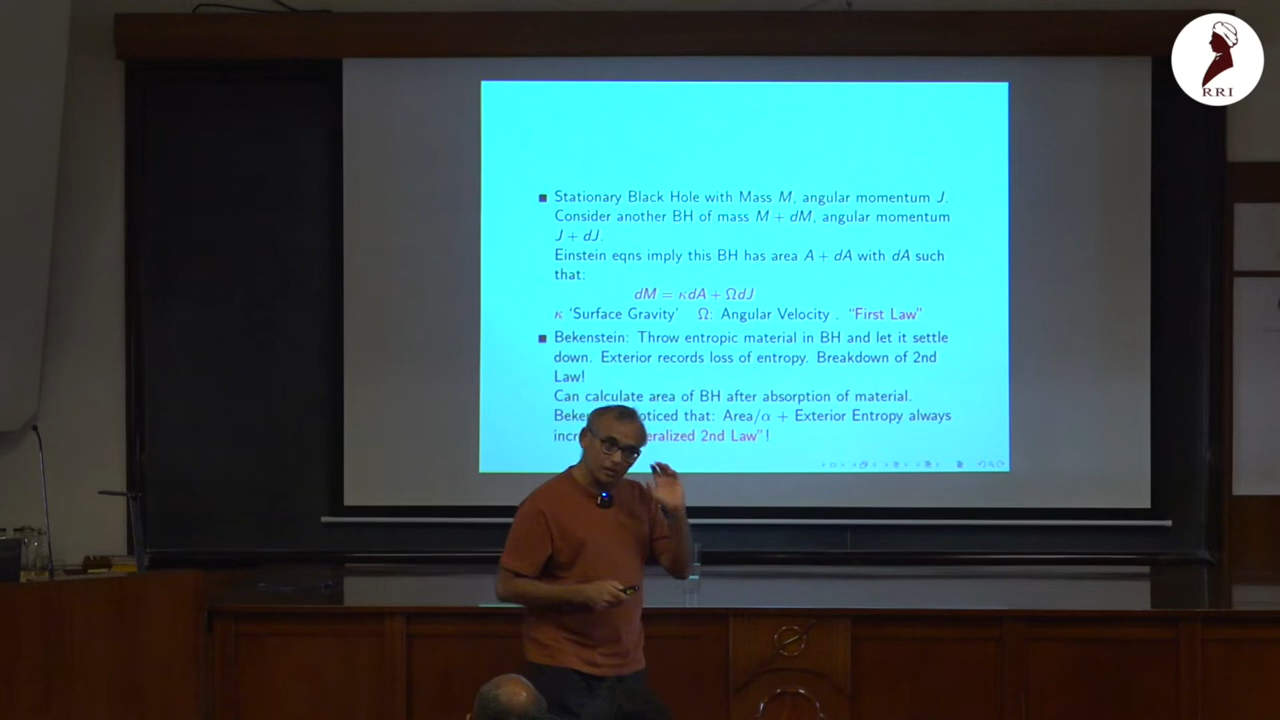 RRI
■ Stationary Black Hole with Mass M, angular momentum J.
Consider another BH of mass M + dM, angular momentum
J + dJ.
Einstein eqns imply this BH has area A + dA with dA such
that:
dM = κdA + ΩdJ
κ 'Surface Gravity' Ω: Angular Velocity . "First Law"
■ Bekenstein: Throw entropic material in BH and let it settle
down. Exterior records loss of entropy. Breakdown of 2nd
Law!
Can calculate area of BH after absorption of material.
Beke oticed that: Area/α + Exterior Entropy always
incr eralized 2nd Law"!